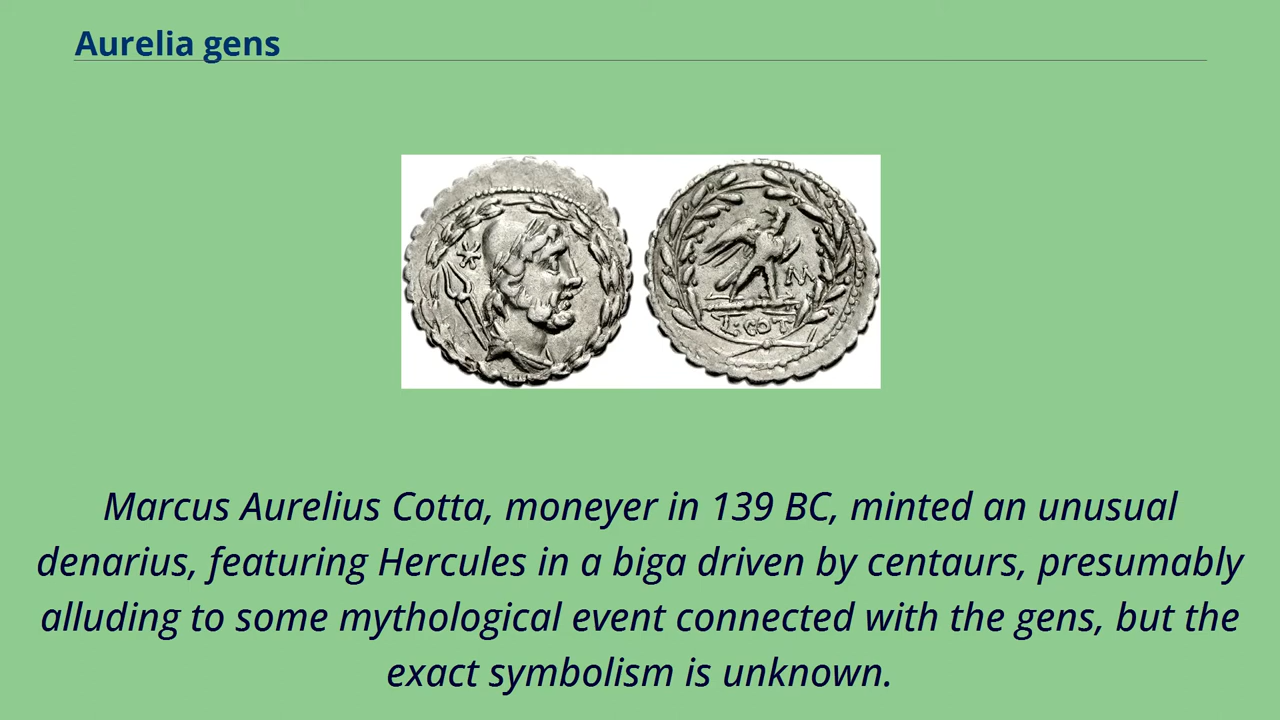 Aurelia gens
M
L·COT
Marcus Aurelius Cotta, moneyer in 139 BC, minted an unusual
denarius, featuring Hercules in a biga driven by centaurs, presumably
alluding to some mythological event connected with the gens, but the
exact symbolism is unknown.